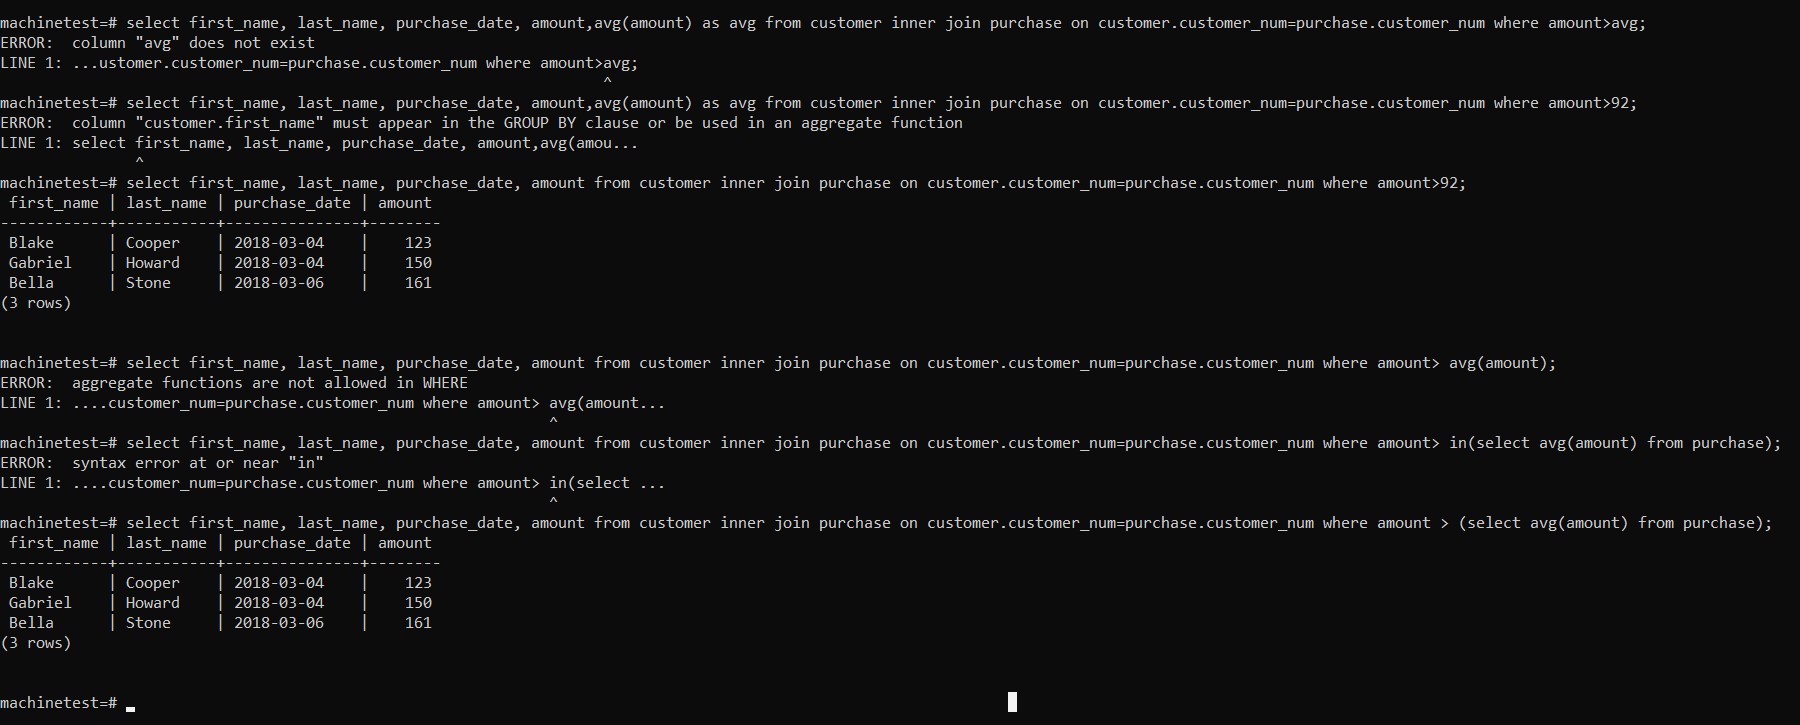 machinetest=# select first_name, last_name, purchase_date, amount,avg(amount) as avg from customer inner join purchase on customer.customer_num=purchase.customer_num where amount>avg;
ERROR:  column "avg" does not exist
LINE 1: ...ustomer.customer_num=purchase.customer_num where amount>avg;
                                                                   ^
machinetest=# select first_name, last_name, purchase_date, amount,avg(amount) as avg from customer inner join purchase on customer.customer_num=purchase.customer_num where amount>92;
ERROR:  column "customer.first_name" must appear in the GROUP BY clause or be used in an aggregate function
LINE 1: select first_name, last_name, purchase_date, amount,avg(amou...
               ^
machinetest=# select first_name, last_name, purchase_date, amount from customer inner join purchase on customer.customer_num=purchase.customer_num where amount>92;
 first_name | last_name | purchase_date | amount
------------+-----------+---------------+--------
 Blake      | Cooper    | 2018-03-04    |    123
 Gabriel    | Howard    | 2018-03-04    |    150
 Bella      | Stone     | 2018-03-06    |    161
(3 rows)
machinetest=# select first_name, last_name, purchase_date, amount from customer inner join purchase on customer.customer_num=purchase.customer_num where amount> avg(amount);
ERROR:  aggregate functions are not allowed in WHERE
LINE 1: ....customer_num=purchase.customer_num where amount> avg(amount...
                                                             ^
machinetest=# select first_name, last_name, purchase_date, amount from customer inner join purchase on customer.customer_num=purchase.customer_num where amount> in(select avg(amount) from purchase);
ERROR:  syntax error at or near "in"
LINE 1: ....customer_num=purchase.customer_num where amount> in(select ...
                                                             ^
machinetest=# select first_name, last_name, purchase_date, amount from customer inner join purchase on customer.customer_num=purchase.customer_num where amount > (select avg(amount) from purchase);
 first_name | last_name | purchase_date | amount
------------+-----------+---------------+--------
 Blake      | Cooper    | 2018-03-04    |    123
 Gabriel    | Howard    | 2018-03-04    |    150
 Bella      | Stone     | 2018-03-06    |    161
(3 rows)
machinetest=#